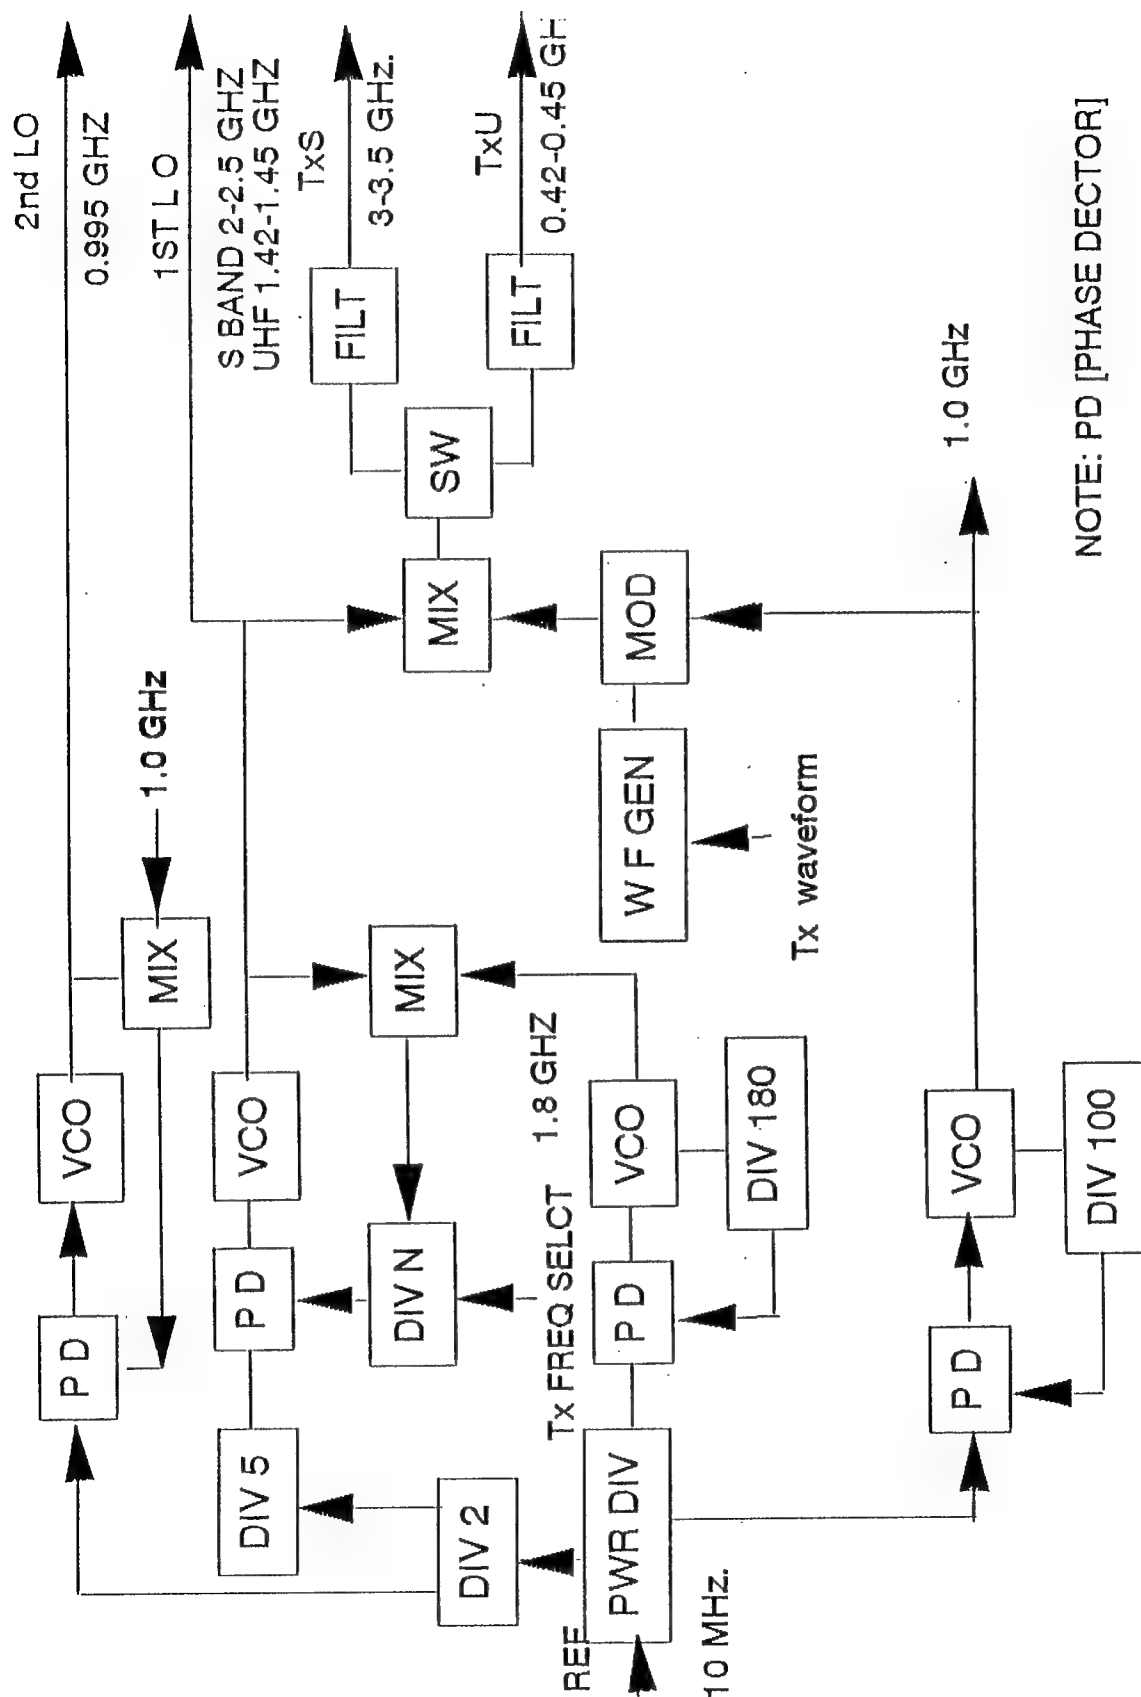 2nd LO
0.995 GHZ
1ST L O
S BAND 2-2.5 GHZ
UHF 1.42-1.45 GHZ
TxS
3-3.5 GHz.
TxU
0.42-0.45 GH
FILT
FILT
SW
MIX
MOD
W F GEN
Tx waveform
1.0 GHz
MIX
VCO
P D
VCO
P D
DIV 5
DIV 2
MIX
DIV N
Tx FREQ SELCT
1.8 GHZ
VCO
P D
DIV 180
PWR DIV
REF
10 MHz.
VCO
P D
DIV 100
1.0 GHz
NOTE: PD [PHASE DECTOR]